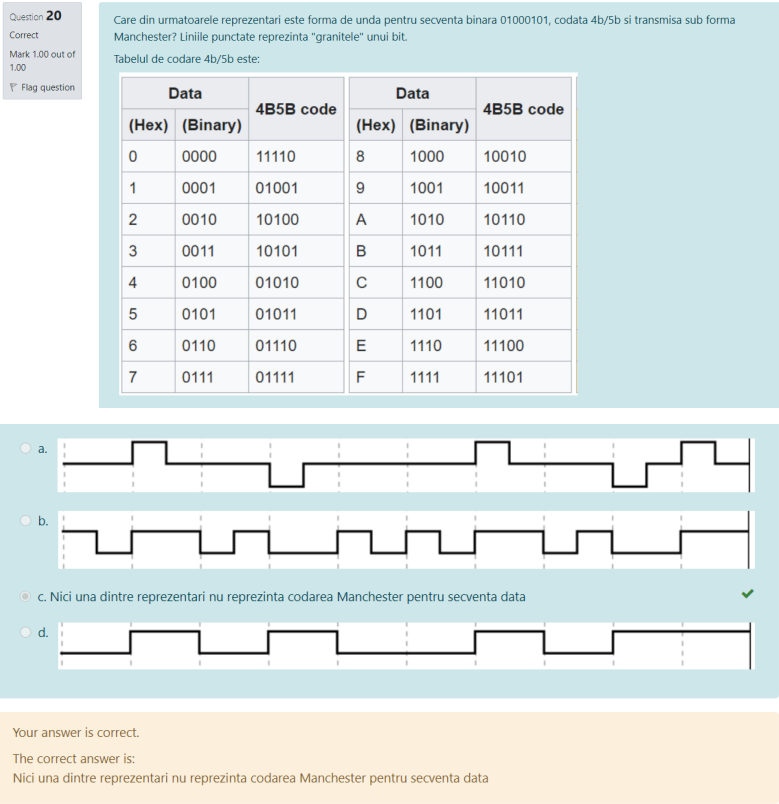 Question 20
Correct
Mark 1.00 out of
1.00
Flag question
Care din urmatoarele reprezentari este forma de unda pentru secventa binara 01000101, codata 4b/5b si transmisa sub forma
Manchester? Liniile punctate reprezinta "granitele" unui bit.
Tabelul de codare 4b/5b este:
Data 4B5B code Data 4B5B code
(Hex) (Binary) (Hex) (Binary)
0 0000 11110 8 1000 10010
1 0001 01001 9 1001 10011
2 0010 10100 A 1010 10110
3 0011 10101 B 1011 10111
4 0100 01010 C 1100 11010
5 0101 01011 D 1101 11011
6 0110 01110 E 1110 11100
7 0111 01111 F 1111 11101
a.
b.
c. Nici una dintre reprezentari nu reprezinta codarea Manchester pentru secventa data
d.
Your answer is correct.
The correct answer is:
Nici una dintre reprezentari nu reprezinta codarea Manchester pentru secventa data